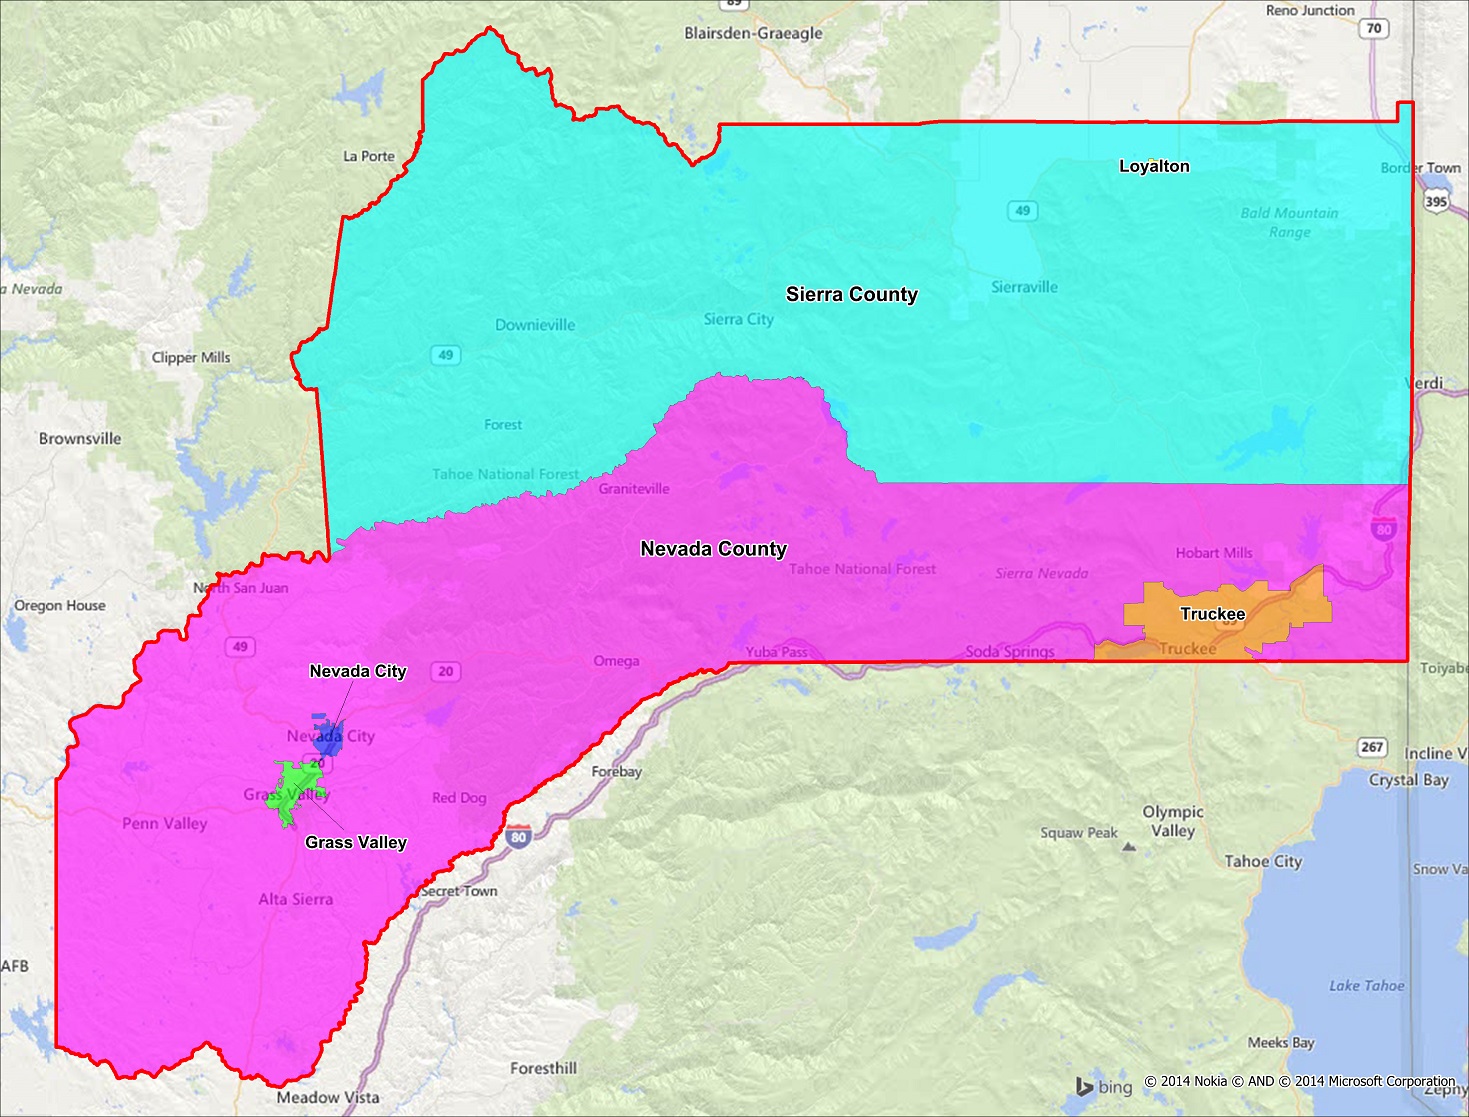 89
Reno Junction
70
Blairsden-Graeagle
La Porte
Loyalton
Border Town
395
49
Bald Mountain
Range
a Nevada
Sierra County
Sierraville
Downieville
Sierra City
49
Clipper Mills
Verdi
Forest
Brownsville
Tahoe National Forest
Graniteville
80
Nevada County
Hobart Mills
Tahoe National Forest
Sierra Nevada
North San Juan
Oregon House
Truckee
89
49
Truckee
Yuba Pass
Soda Springs
Omega
Nevada City
20
Toiyabe
Nevada City
20
267
Incline V
Forebay
Crystal Bay
Grass Valley
Red Dog
Penn Valley
Olympic
Valley
80
Squaw Peak
Grass Valley
Tahoe City
Snow Va
Secret Town
Alta Sierra
AFB
Lake Tahoe
Meeks Bay
Foresthill
bing
© 2014 Nokia © AND © 2014 Microsoft Corporation
Zephy
Meadow Vista